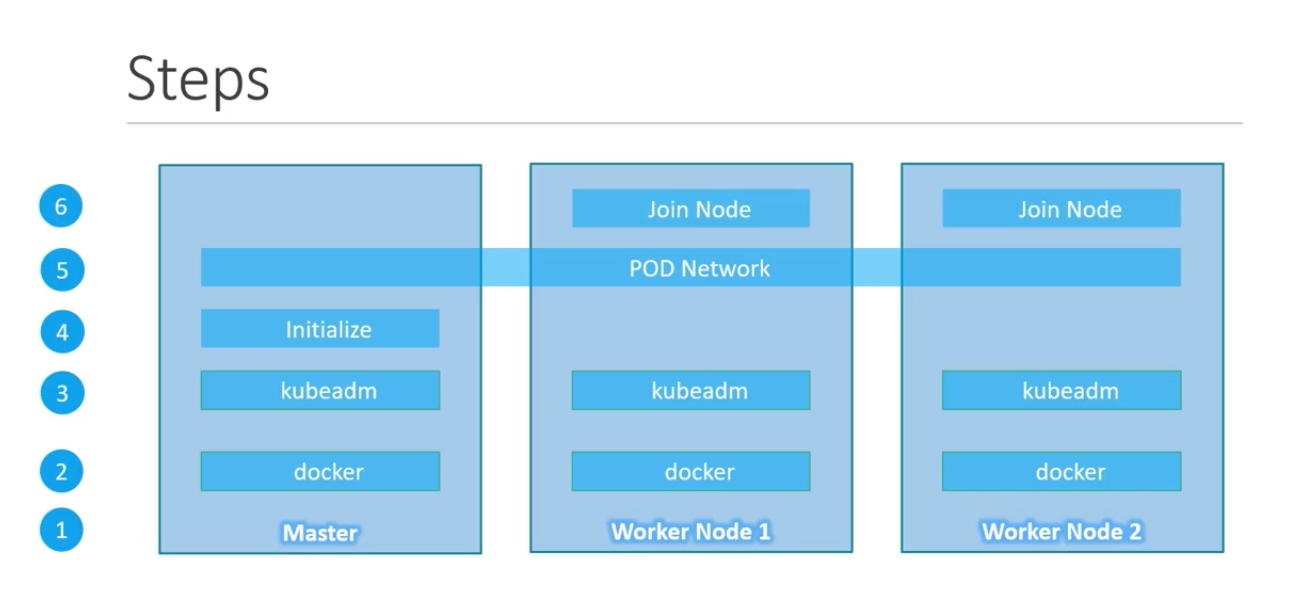 Steps
6
Join Node
Join Node
5
POD Network
4
Initialize
3
kubeadm
kubeadm
kubeadm
2
docker
docker
docker
1
Master
Worker Node 1
Worker Node 2